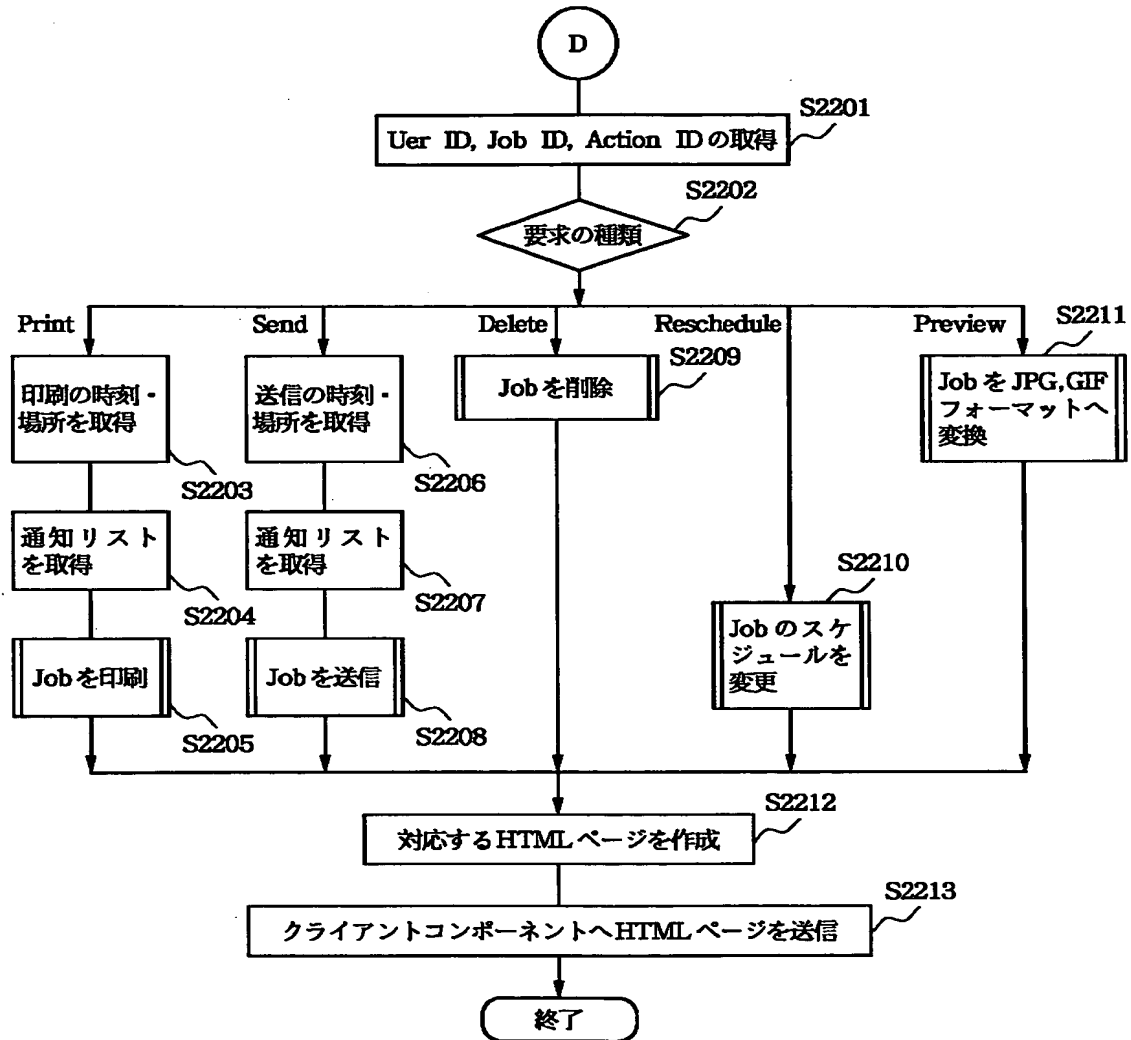 D
S2201
Uer ID, Job ID, Action IDの取得
S2202
要求の種類
Print
Send
Delete
Reschedule
Preview
S2211
S2209
印刷の時刻・
場所を取得
送信の時刻・
場所を取得
Jobを削除
JobをJPG,GIF
フォーマットへ
変換
S2203
S2206
通知リスト
を取得
通知リスト
を取得
S2204
S2207
S2210
Jobを印刷
Jobを送信
Jobのスケ
ジュールを
変更
S2205
S2208
S2212
対応するHTMLページを作成
S2213
クライアントコンポーネントへHTMLページを送信
終了